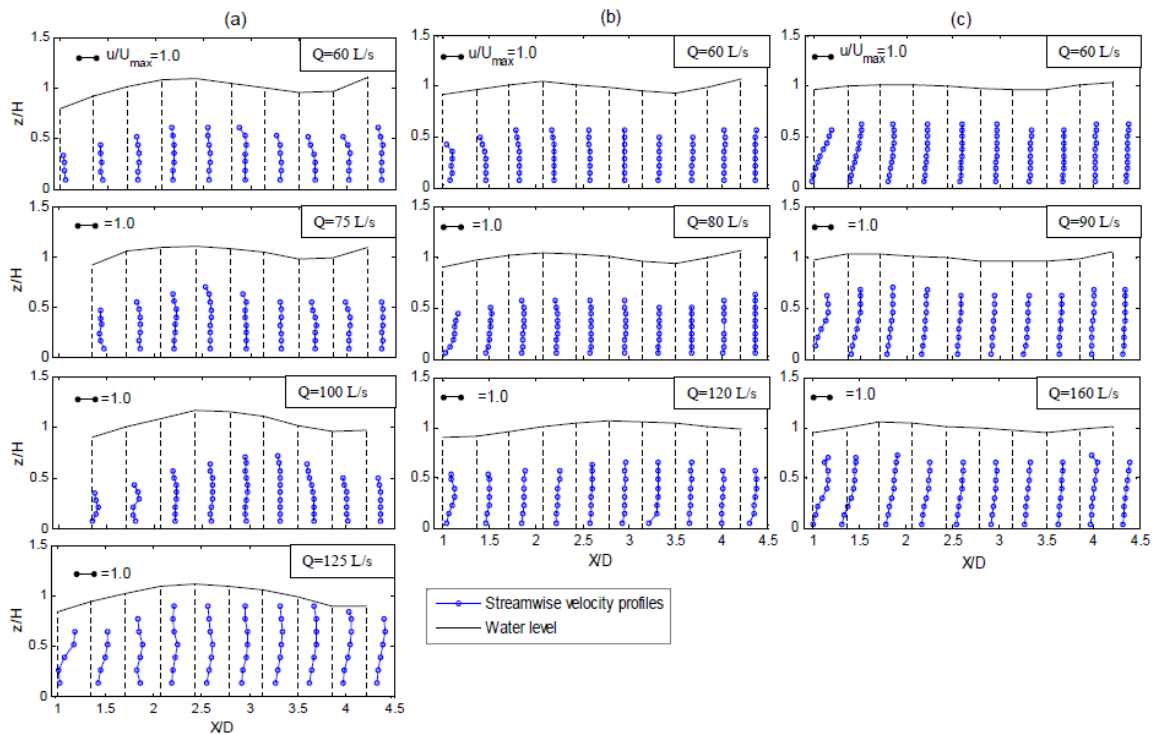 (a)
(b)
(c)
1.5
u/Umax=1.0
Q=60 L/s
1
z/H
0.5
0
1.5
u/Umax=1.0
Q=60 L/s
1
0.5
0
1.5
u/Umax=1.0
Q=60 L/s
1
0.5
0
1.5
=1.0
Q=75 L/s
1
z/H
0.5
0
1.5
=1.0
Q=80 L/s
1
0.5
0
1.5
=1.0
Q=90 L/s
1
0.5
0
1.5
=1.0
Q=100 L/s
1
z/H
0.5
0
1.5
=1.0
Q=120 L/s
1
0.5
0
1 1.5 2 2.5 3 3.5 4 4.5
X/D
1.5
=1.0
Q=160 L/s
1
0.5
0
1 1.5 2 2.5 3 3.5 4 4.5
X/D
1.5
=1.0
Q=125 L/s
1
z/H
0.5
0
1 1.5 2 2.5 3 3.5 4 4.5
X/D
Streamwise velocity profiles
Water level